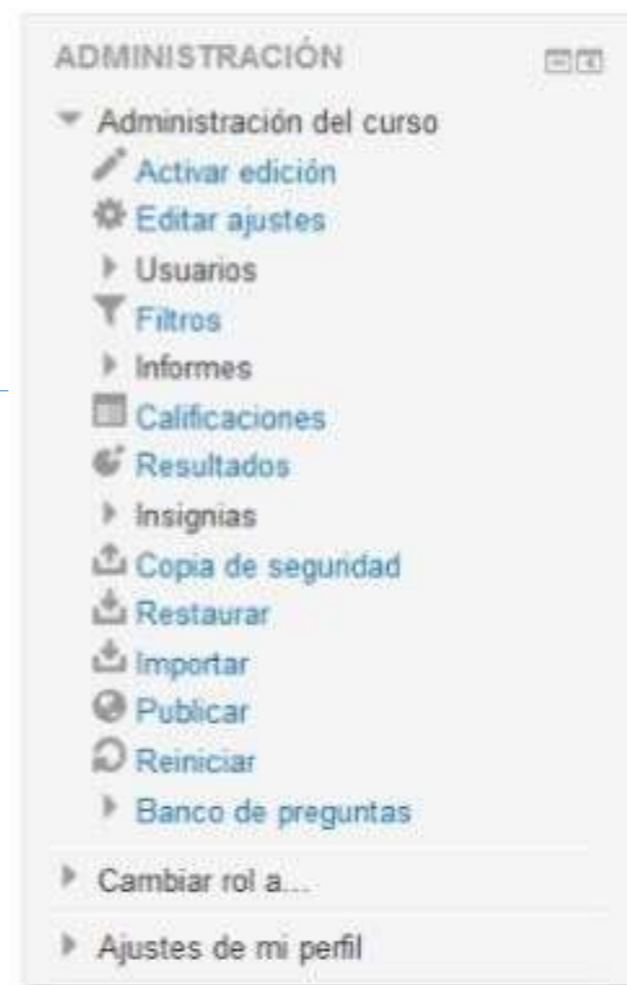 ADMINISTRACIÓN
Administración del curso
Activar edición
Editar ajustes
Usuarios
Filtros
Informes
Calificaciones
Resultados
Insignias
Copia de seguridad
Restaurar
Importar
Publicar
Reiniciar
Banco de preguntas
Cambiar rol a...
Ajustes de mi perfil